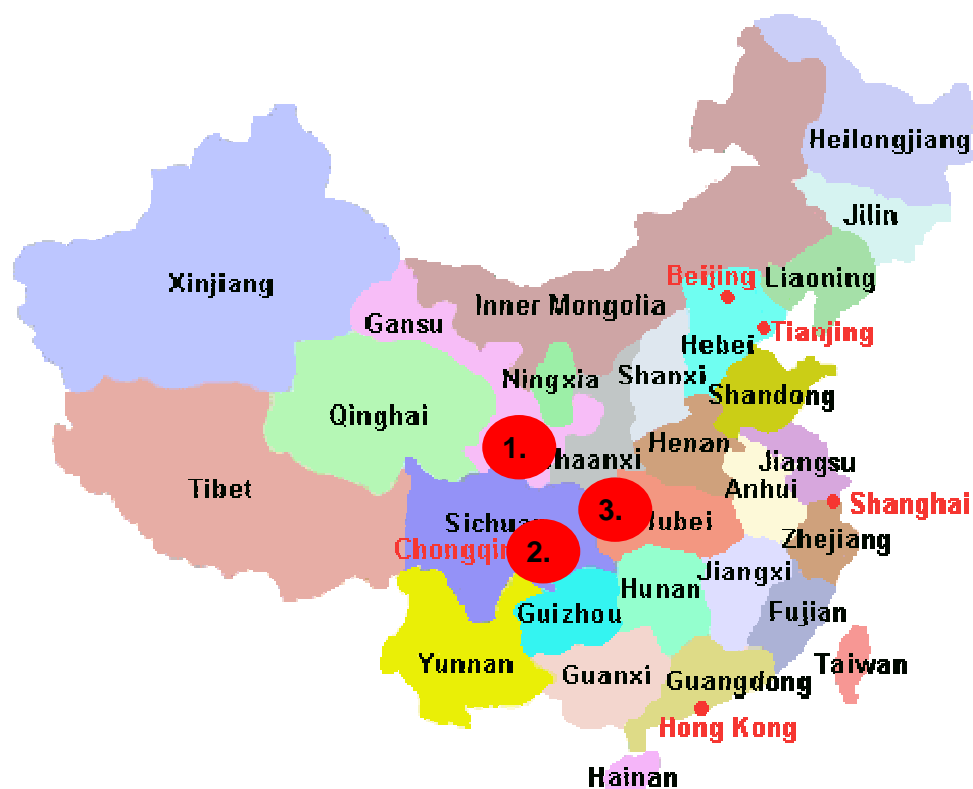 Heilongjiang
Jilin
Xinjiang
Beijing
Liaoning
Inner Mongolia
Gansu
Tianjing
Hebei
Shanxi
Ningxia
Shandong
Qinghai
Henan
1.
haanxi
Jiangsu
Tibet
Anhui
Shanghai
3.
ubei
Sichua
Zhejiang
Chongqin
2.
Jiangxi
Hunan
Guizhou
Fujian
Yunnan
Taiwan
Guanxi
Guangdong
Hong Kong
Hainan